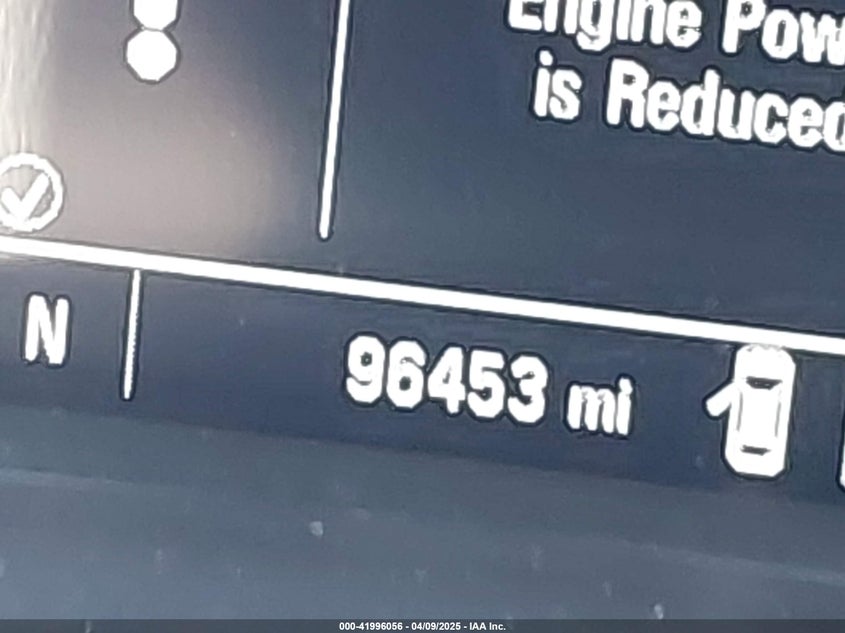 Engine Pow
is Reduced
N
96453 mi
000-41996056 - 04/09/2025 - IAA Inc.